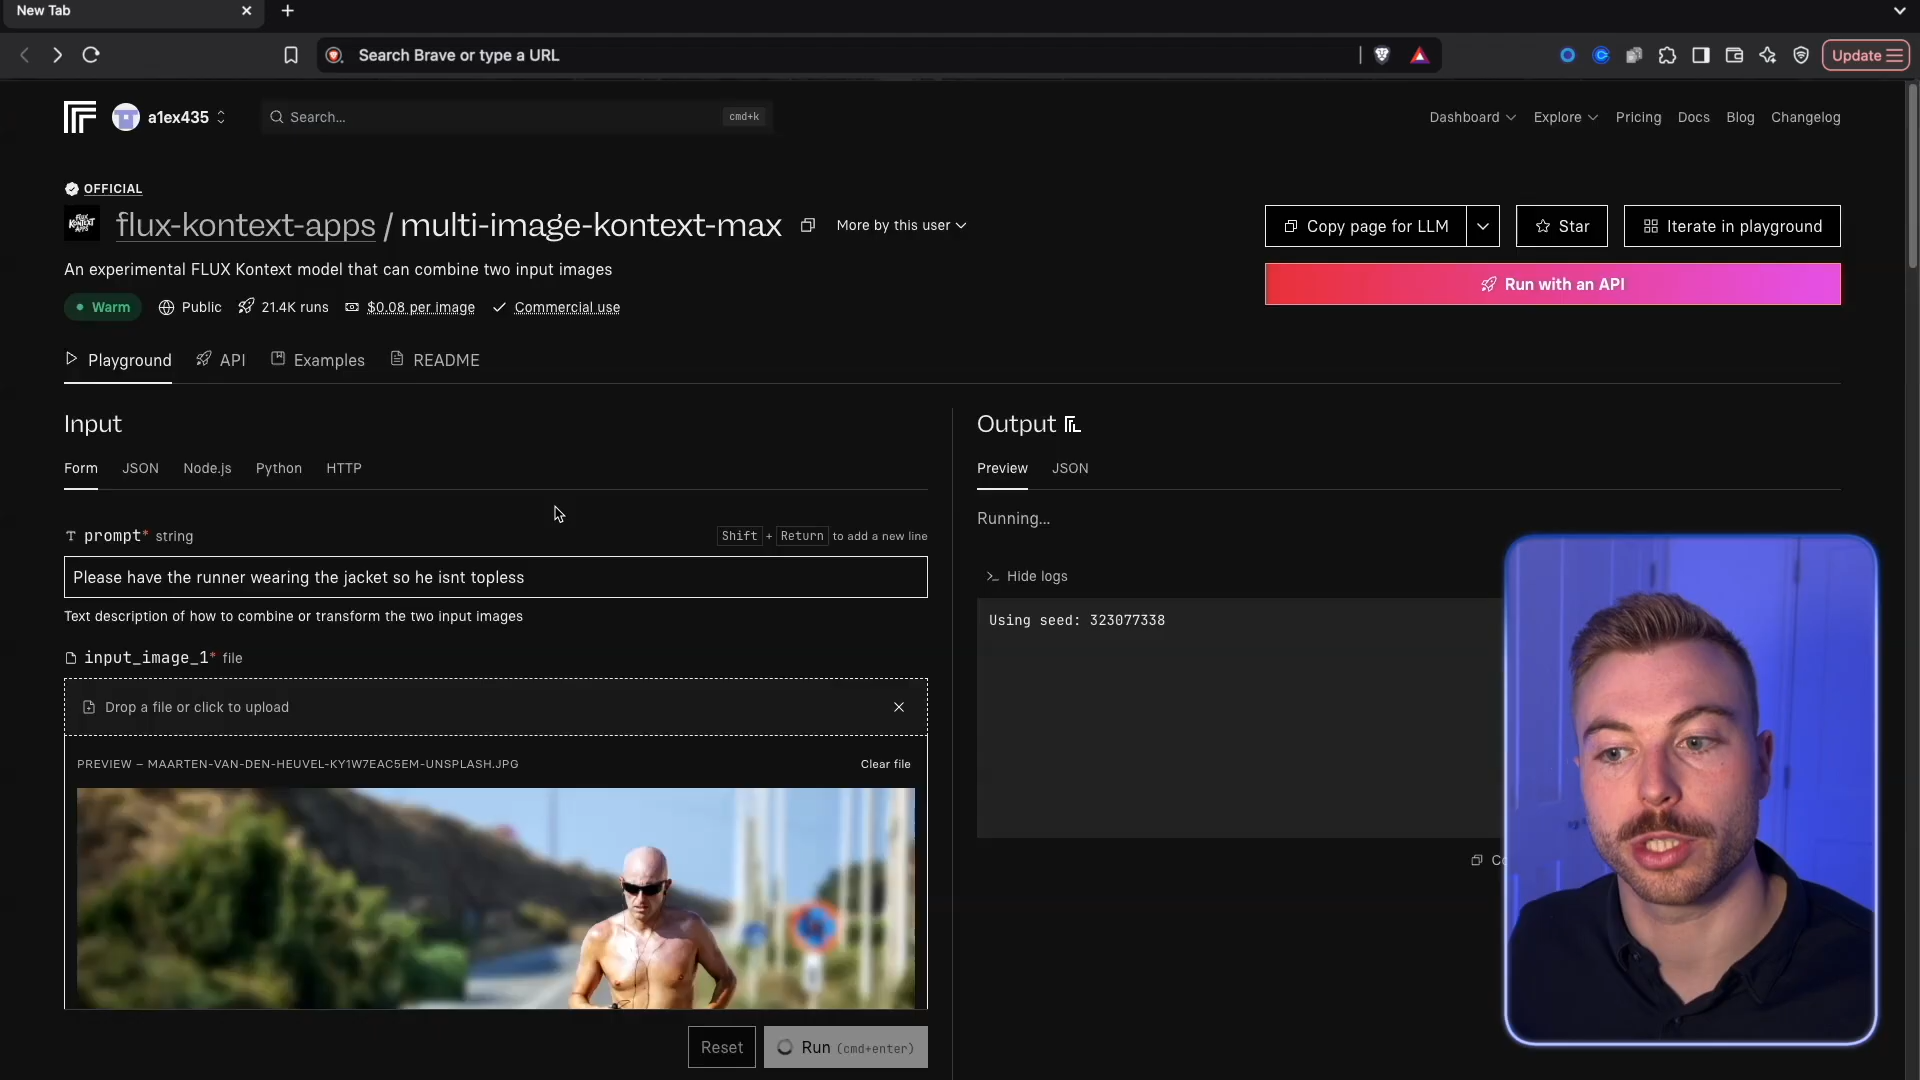 New Tab
Search Brave or type a URL
Update
a1ex435
Search...
cmd+k
Dashboard
Explore
Pricing
Docs
Blog
Changelog
OFFICIAL
FLUX KONTEXT APPS
flux-kontext-apps / multi-image-kontext-max
More by this user
Copy page for LLM
Star
Iterate in playground
An experimental FLUX Kontext model that can combine two input images
Run with an API
Warm
Public
21.4K runs
$0.08 per image
Commercial use
Playground
API
Examples
README
Input
Form
JSON
Node.js
Python
HTTP
prompt* string
Shift + Return to add a new line
Please have the runner wearing the jacket so he isnt topless
Text description of how to combine or transform the two input images
input_image_1* file
Drop a file or click to upload
PREVIEW – MAARTEN-VAN-DEN-HEUVEL-KY1W7EAC5EM-UNSPLASH.JPG
Clear file
Reset
Run (cmd+enter)
Output
Preview
JSON
Running...
Hide logs
Using seed: 323077338